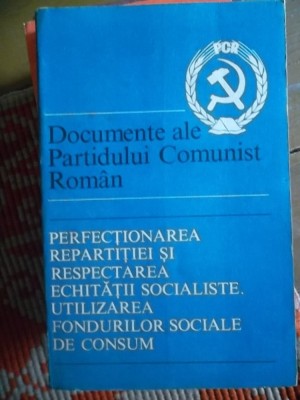 PCR
Documente ale
Partidului Comunist
Român
PERFECȚIONAREA
REPARTIȚIEI ȘI
RESPECTAREA
ECHITĂȚII SOCIALISTE.
UTILIZAREA
FONDURILOR SOCIALE
DE CONSUM